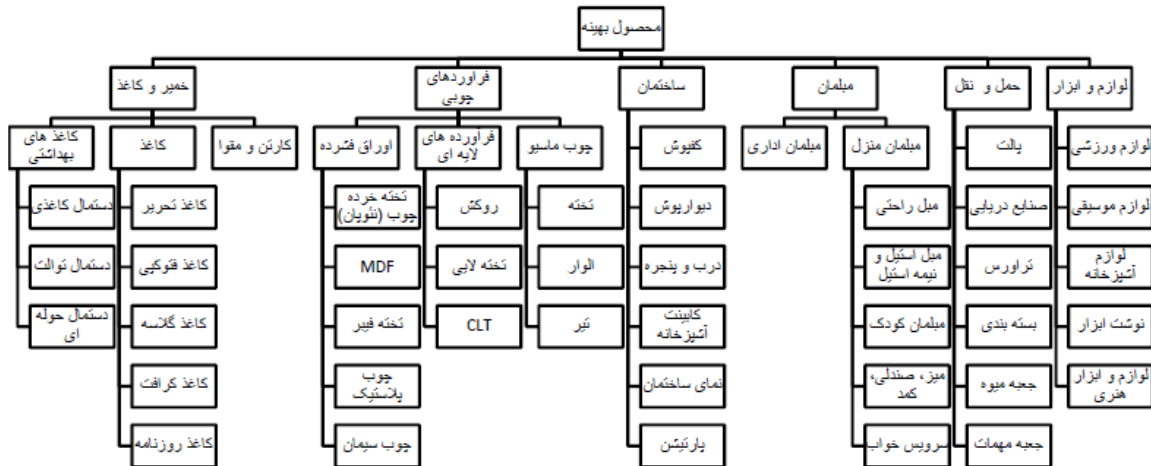 محصول بهینه
لوازم و ابزار
حمل و نقل
مبلمان
ساختمان
فراوردهای
چوبی
خمیر و کاغذ
لوازم ورزشی
لوازم موسیقی
لوازم
آشپزخانه
نوشت ابزار
لوازم و ابزار
هنری
پالت
صنایع دریایی
تراورس
بسته بندی
جعبه میوه
جعبه مهمات
مبلمان منزل
مبلمان اداری
مبل راحتی
مبل استیل و
نیمه استیل
مبلمان کودک
میز، صندلی،
کمد
سرویس خواب
کفپوش
دیوارپوش
درب و پنجره
کابینت
آشپزخانه
نمای ساختمان
پارتیشن
چوب ماسیو
فرآورده های
لایه ای
اوراق فشرده
تخته
الوار
تیر
روکش
تخته لایی
CLT
تخته خرده
چوب (نئوپان)
MDF
تخته فیبر
چوب
پلاستیک
چوب سیمان
کارتن و مقوا
کاغذ
کاغذ های
بهداشتی
کاغذ تحریر
کاغذ فتوکپی
کاغذ گلاسه
کاغذ کرافت
کاغذ روزنامه
دستمال کاغذی
دستمال توالت
دستمال حوله
ای